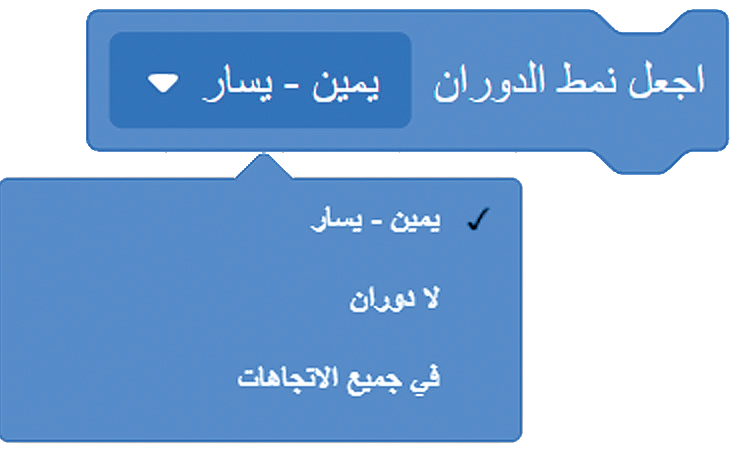 اجعل نمط الدوران يمين - يسار
يمين - يسار
لا دوران
في جميع الاتجاهات